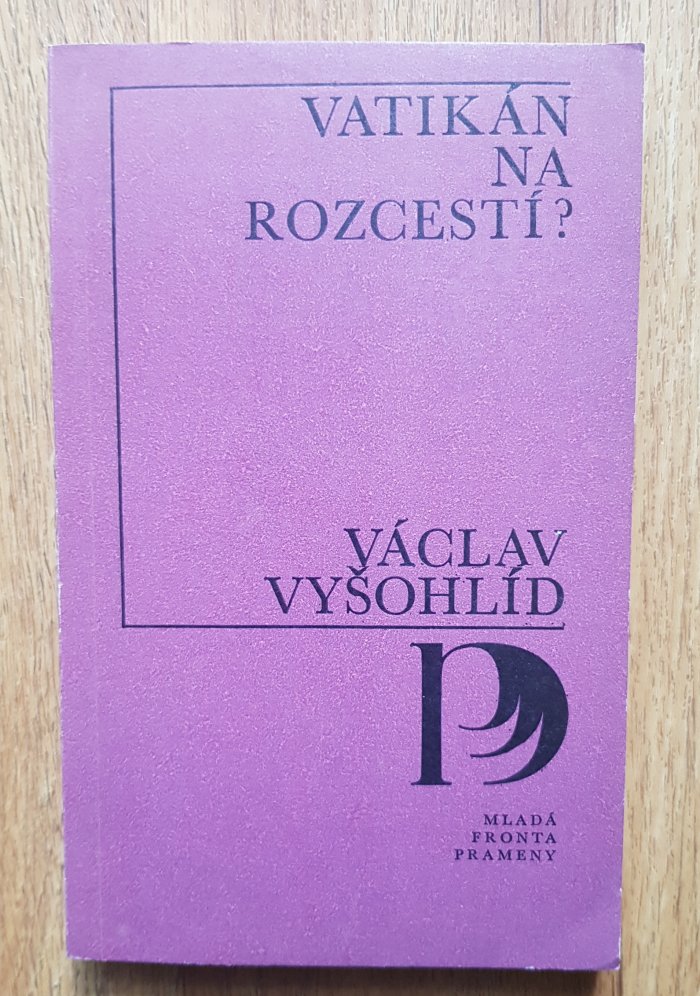 VATIKÁN
NA
ROZCESTÍ?
VÁCLAV
VYŠOHLÍD
P
MLADÁ
FRONTA
PRAMENY